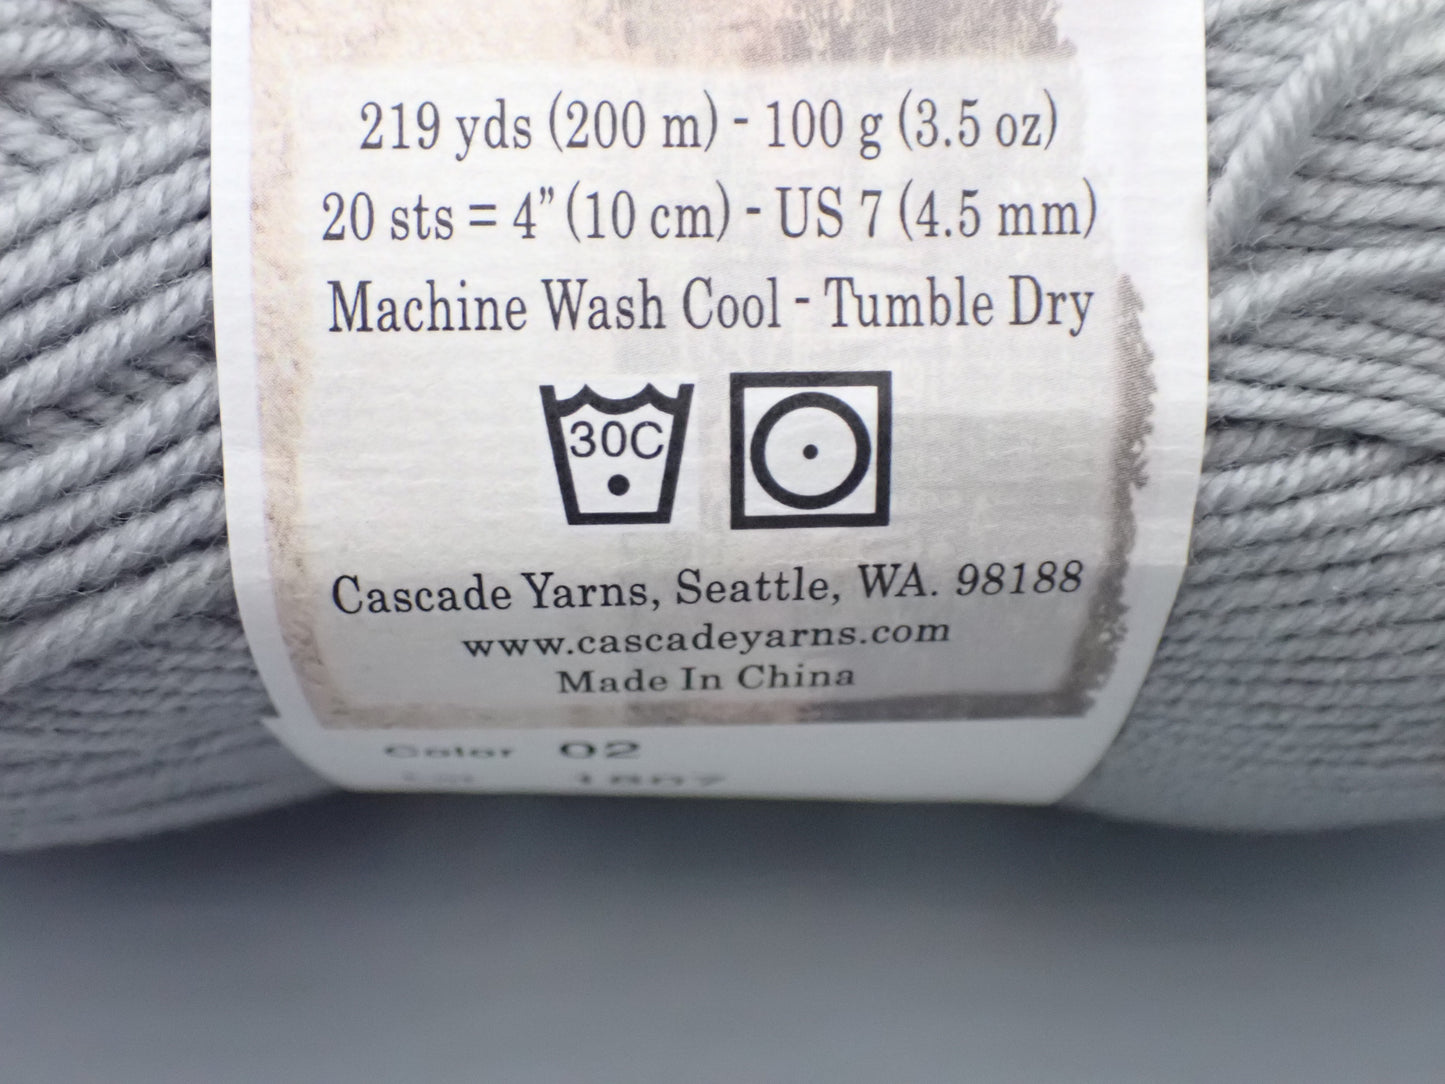 219 yds (200 m) - 100 g (3.5 oz)
20 sts = 4” (10 cm) - US 7 (4.5 mm)
Machine Wash Cool - Tumble Dry
30C
Cascade Yarns, Seattle, WA. 98188
www.cascadeyarns.com
Made In China
Color 02